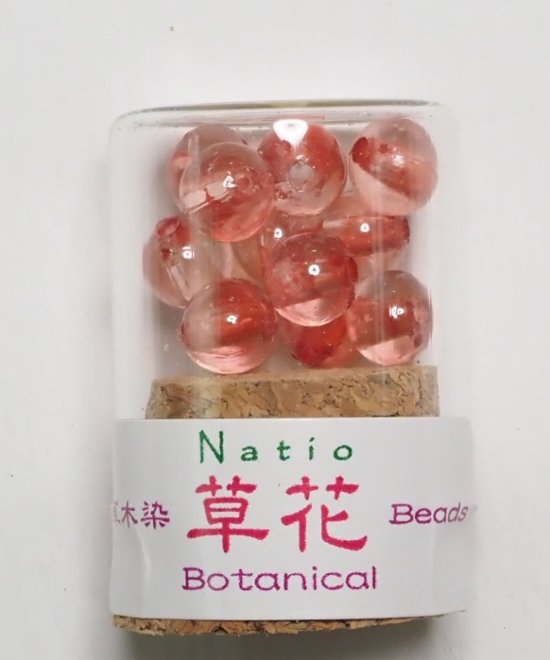 Natio
木染 草花 Beads
Botanical